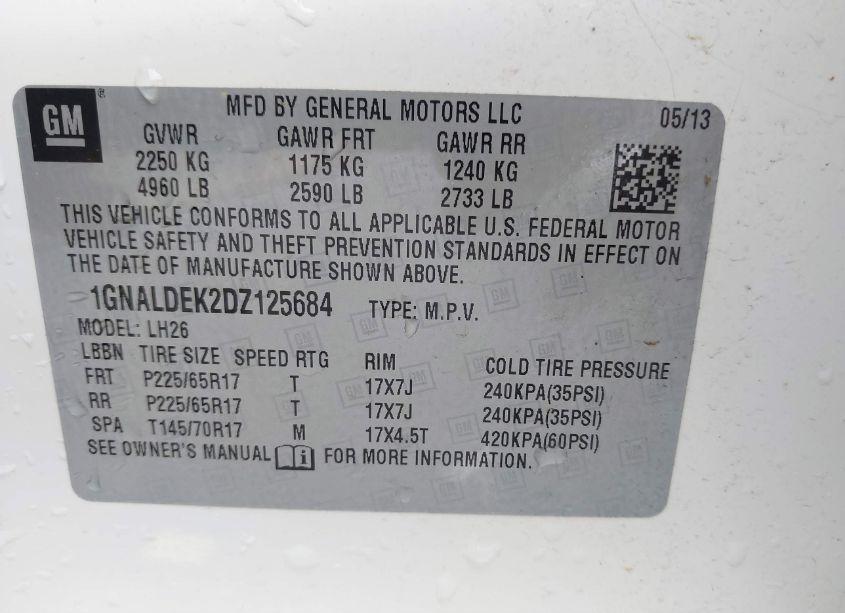 GM ® MFD BY GENERAL MOTORS LLC 05/13
GVWR GAWR FRT GAWR RR
2250 KG 1175 KG 1240 KG
4960 LB 2590 LB 2733 LB
THIS VEHICLE CONFORMS TO ALL APPLICABLE U.S. FEDERAL MOTOR
VEHICLE SAFETY AND THEFT PREVENTION STANDARDS IN EFFECT ON
THE DATE OF MANUFACTURE SHOWN ABOVE.
1GNALDEK2DZ125684 TYPE: M.P.V.
MODEL: LH26
LBBN TIRE SIZE SPEED RTG RIM COLD TIRE PRESSURE
FRT P225/65R17 T 17X7J 240KPA(35PSI)
RR P225/65R17 T 17X7J 240KPA(35PSI)
SPA T145/70R17 M 17X4.5T 420KPA(60PSI)
SEE OWNER'S MANUAL i FOR MORE INFORMATION.